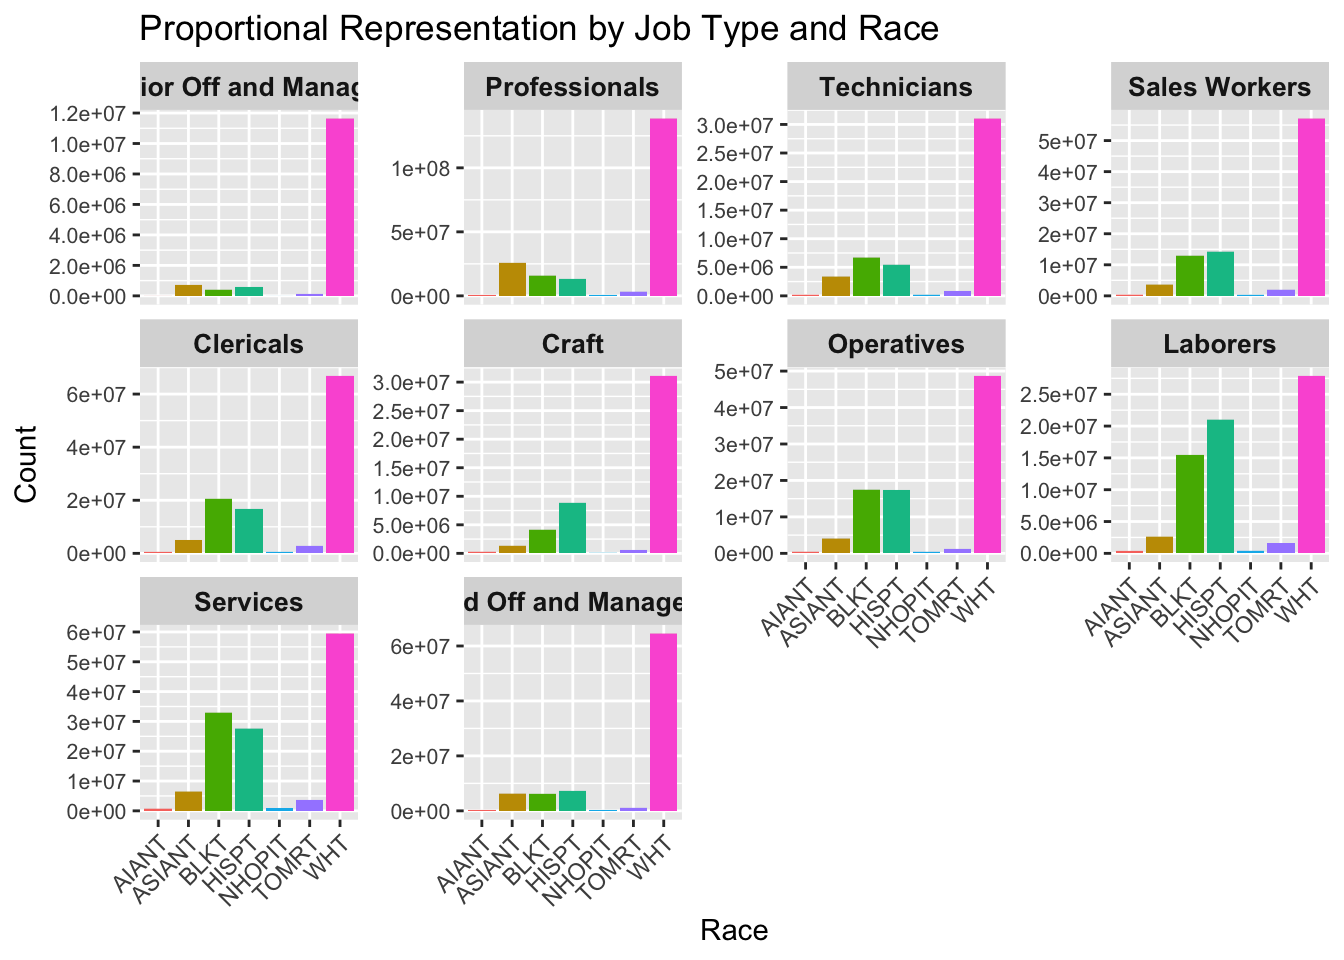 Proportional Representation by Job Type and Race
ior Off and Manag
1.2e+07
1.0e+07
8.0e+06
6.0e+06
4.0e+06
2.0e+06
0.0e+00
Professionals
1e+08
5e+07
0e+00
Technicians
3.0e+07
2.5e+07
2.0e+07
1.5e+07
1.0e+07
5.0e+06
0.0e+00
Sales Workers
5e+07
4e+07
3e+07
2e+07
1e+07
0e+00
Clericals
6e+07
4e+07
2e+07
0e+00
Craft
3.0e+07
2.5e+07
2.0e+07
1.5e+07
1.0e+07
5.0e+06
0.0e+00
Operatives
5e+07
4e+07
3e+07
2e+07
1e+07
0e+00
AIANT
ASIANT
BLKT
HISPT
NHOPIT
TOMRT
WHT
Laborers
2.5e+07
2.0e+07
1.5e+07
1.0e+07
5.0e+06
0.0e+00
AIANT
ASIANT
BLKT
HISPT
NHOPIT
TOMRT
WHT
Services
6e+07
5e+07
4e+07
3e+07
2e+07
1e+07
0e+00
AIANT
ASIANT
BLKT
HISPT
NHOPIT
TOMRT
WHT
d Off and Manage
6e+07
4e+07
2e+07
0e+00
AIANT
ASIANT
BLKT
HISPT
NHOPIT
TOMRT
WHT
Count
Race